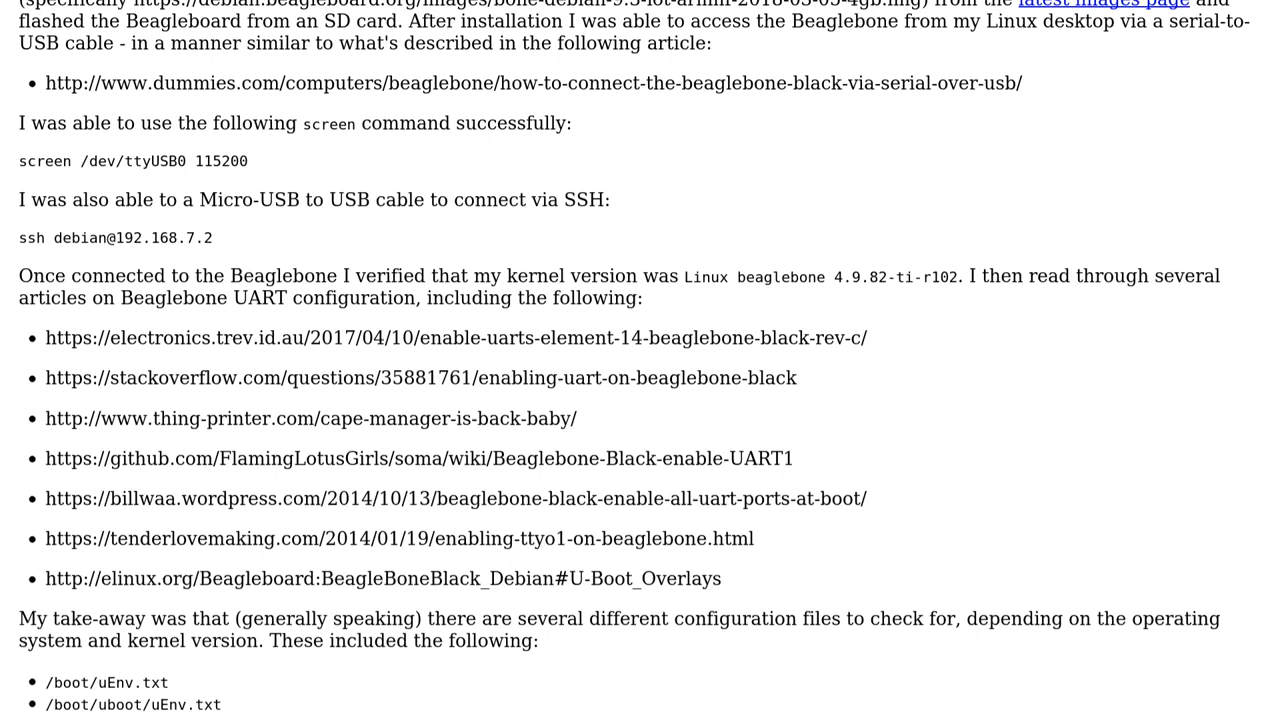 (specifically https://debian.beagleboard.org/images/bone-debian-9.3-iot-armhf-2018-03-05-4gb.img) from the latest images page and
flashed the Beagleboard from an SD card. After installation I was able to access the Beaglebone from my Linux desktop via a serial-to-
USB cable - in a manner similar to what's described in the following article:
• http://www.dummies.com/computers/beaglebone/how-to-connect-the-beaglebone-black-via-serial-over-usb/
I was able to use the following screen command successfully:
screen /dev/ttyUSB0 115200
I was also able to a Micro-USB to USB cable to connect via SSH:
ssh debian@192.168.7.2
Once connected to the Beaglebone I verified that my kernel version was Linux beaglebone 4.9.82-ti-r102. I then read through several
articles on Beaglebone UART configuration, including the following:
• https://electronics.trev.id.au/2017/04/10/enable-uarts-element-14-beaglebone-black-rev-c/
• https://stackoverflow.com/questions/35881761/enabling-uart-on-beaglebone-black
• http://www.thing-printer.com/cape-manager-is-back-baby/
• https://github.com/FlamingLotusGirls/soma/wiki/Beaglebone-Black-enable-UART1
• https://billwaa.wordpress.com/2014/10/13/beaglebone-black-enable-all-uart-ports-at-boot/
• https://tenderlovemaking.com/2014/01/19/enabling-ttyo1-on-beaglebone.html
• http://elinux.org/Beagleboard:BeagleBoneBlack_Debian#U-Boot_Overlays
My take-away was that (generally speaking) there are several different configuration files to check for, depending on the operating
system and kernel version. These included the following:
• /boot/uEnv.txt
• /boot/uboot/uEnv.txt